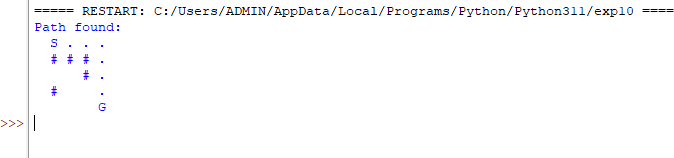 ===== RESTART: C:/Users/ADMIN/AppData/Local/Programs/Python/Python311/exp10 ====
Path found:
  S . . .
  # # # .
      # .
  #     .
        G
>>>